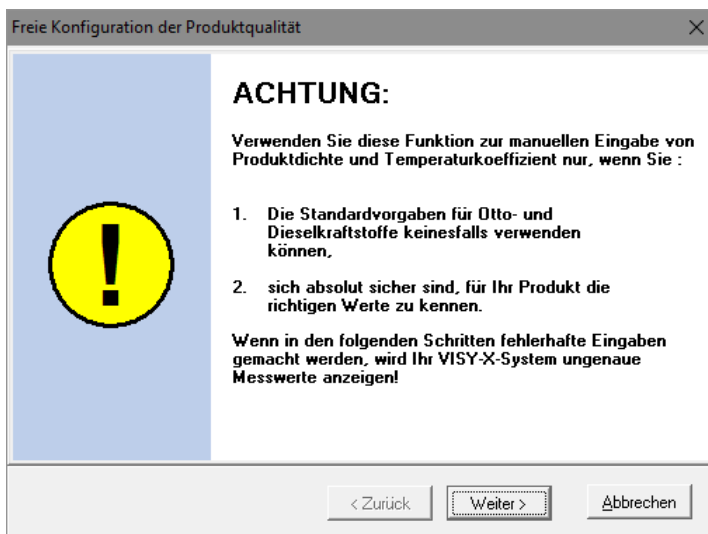 Freie Konfiguration der Produktqualität
ACHTUNG:
Verwenden Sie diese Funktion zur manuellen Eingabe von
Produktdichte und Temperaturkoeffizient nur, wenn Sie :
1. Die Standardvorgaben für Otto- und
Dieselkraftstoffe keinesfalls verwenden
können,
2. sich absolut sicher sind, für Ihr Produkt die
richtigen Werte zu kennen.
Wenn in den folgenden Schritten fehlerhafte Eingaben
gemacht werden, wird Ihr VISY-X-System ungenaue
Messwerte anzeigen!
< Zurück Weiter > Abbrechen